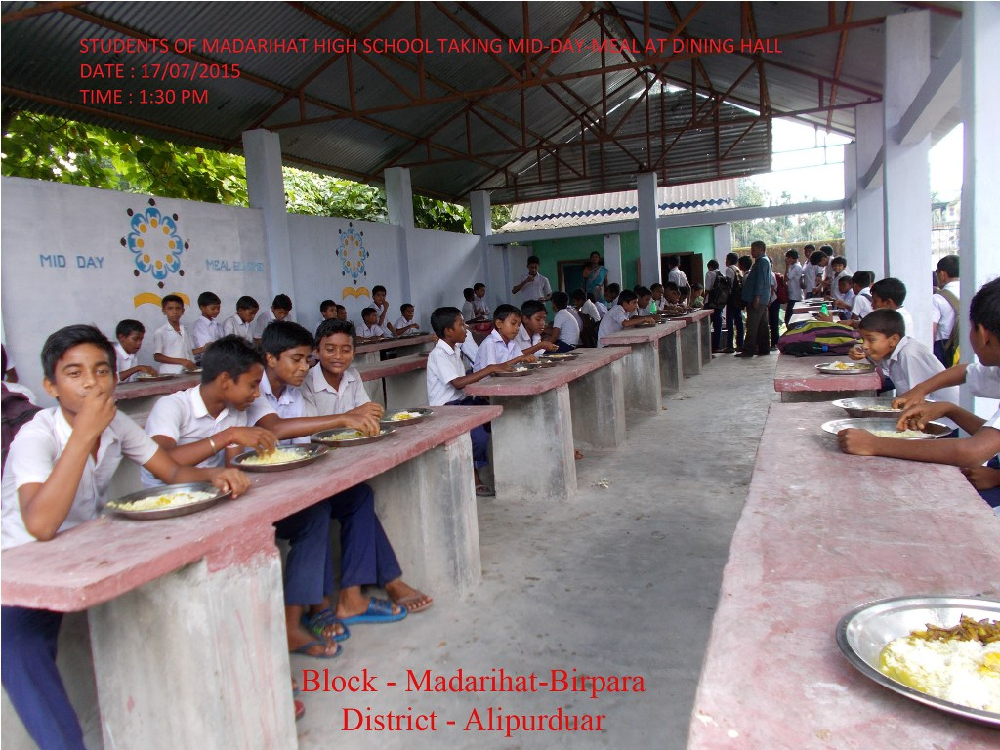 STUDENTS OF MADARIHAT HIGH SCHOOL TAKING MID-DAY-MEAL AT DINING HALL
DATE : 17/07/2015
TIME : 1:30 PM
MID DAY
MEAL
Block - Madarihat-Birpara
District - Alipurduar